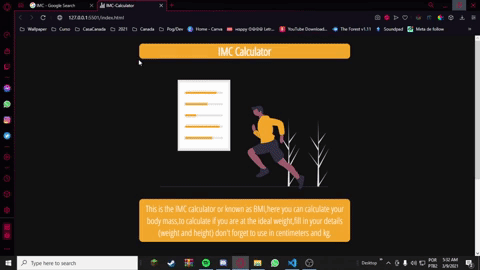 IMC - Google Search
IMC-Calculator
127.0.0.1:5501/index.html
Wallpaper
Curso
CasaCanada
2021
Canada
Pog/Dev
Home - Canva
YouTube Download...
The Forest v1.11
Soundpad
Meta de follow
IMC Calculator
This is the IMC calculator or known as BMI,here you can calculate your
body mass,to calculate if you are at the ideal weight,fill in your details
(weight and height) don't forget to use in centimeters and kg.
Type here to search
Desktop
POR
PTB2
5:32 AM
3/9/2021